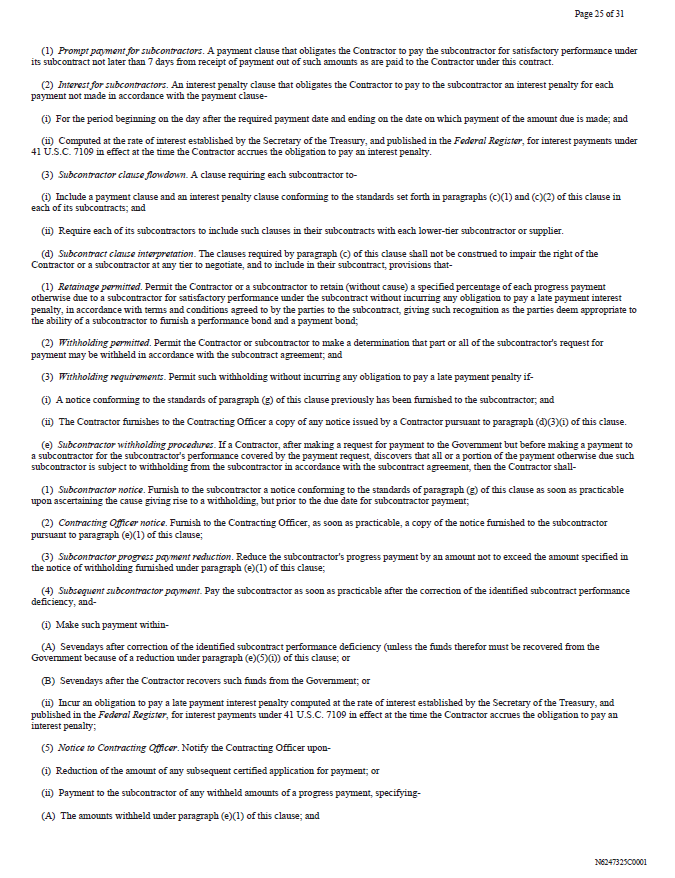 Page 25 of 31
(1) Prompt payment for subcontractors. A payment clause that obligates the Contractor to pay the subcontractor for satisfactory performance under
its subcontract not later than 7 days from receipt of payment out of such amounts as are paid to the Contractor under this contract.
(2) Interest for subcontractors. An interest penalty clause that obligates the Contractor to pay to the subcontractor an interest penalty for each
payment not made in accordance with the payment clause-
(i) For the period beginning on the day after the required payment date and ending on the date on which payment of the amount due is made; and
(ii) Computed at the rate of interest established by the Secretary of the Treasury, and published in the Federal Register, for interest payments under
41 U.S.C. 7109 in effect at the time the Contractor accrues the obligation to pay an interest penalty.
(3) Subcontractor clause flowdown. A clause requiring each subcontractor to-
(i) Include a payment clause and an interest penalty clause conforming to the standards set forth in paragraphs (c)(1) and (c)(2) of this clause in
each of its subcontracts; and
(ii) Require each of its subcontractors to include such clauses in their subcontracts with each lower-tier subcontractor or supplier.
(d) Subcontract clause interpretation. The clauses required by paragraph (c) of this clause shall not be construed to impair the right of the
Contractor or a subcontractor at any tier to negotiate, and to include in their subcontract, provisions that-
(1) Retainage permitted. Permit the Contractor or a subcontractor to retain (without cause) a specified percentage of each progress payment
otherwise due to a subcontractor for satisfactory performance under the subcontract without incurring any obligation to pay a late payment interest
penalty, in accordance with terms and conditions agreed to by the parties to the subcontract, giving such recognition as the parties deem appropriate to
the ability of a subcontractor to furnish a performance bond and a payment bond;
(2) Withholding permitted. Permit the Contractor or subcontractor to make a determination that part or all of the subcontractor's request for
payment may be withheld in accordance with the subcontract agreement; and
(3) Withholding requirements. Permit such withholding without incurring any obligation to pay a late payment penalty if-
(i) A notice conforming to the standards of paragraph (g) of this clause previously has been furnished to the subcontractor; and
(ii) The Contractor furnishes to the Contracting Officer a copy of any notice issued by a Contractor pursuant to paragraph (d)(3)(i) of this clause.
(e) Subcontractor withholding procedures. If a Contractor, after making a request for payment to the Government but before making a payment to
a subcontractor for the subcontractor's performance covered by the payment request, discovers that all or a portion of the payment otherwise due such
subcontractor is subject to withholding from the subcontractor in accordance with the subcontract agreement, then the Contractor shall-
(1) Subcontractor notice. Furnish to the subcontractor a notice conforming to the standards of paragraph (g) of this clause as soon as practicable
upon ascertaining the cause giving rise to a withholding, but prior to the due date for subcontractor payment;
(2) Contracting Officer notice. Furnish to the Contracting Officer, as soon as practicable, a copy of the notice furnished to the subcontractor
pursuant to paragraph (e)(1) of this clause;
(3) Subcontractor progress payment reduction. Reduce the subcontractor's progress payment by an amount not to exceed the amount specified in
the notice of withholding furnished under paragraph (e)(1) of this clause;
(4) Subsequent subcontractor payment. Pay the subcontractor as soon as practicable after the correction of the identified subcontract performance
deficiency, and-
(i) Make such payment within-
(A) Sevendays after correction of the identified subcontract performance deficiency (unless the funds therefor must be recovered from the
Government because of a reduction under paragraph (e)(5)(i)) of this clause; or
(B) Sevendays after the Contractor recovers such funds from the Government; or
(ii) Incur an obligation to pay a late payment interest penalty computed at the rate of interest established by the Secretary of the Treasury, and
published in the Federal Register, for interest payments under 41 U.S.C. 7109 in effect at the time the Contractor accrues the obligation to pay an
interest penalty;
(5) Notice to Contracting Officer. Notify the Contracting Officer upon-
(i) Reduction of the amount of any subsequent certified application for payment; or
(ii) Payment to the subcontractor of any withheld amounts of a progress payment, specifying-
(A) The amounts withheld under paragraph (e)(1) of this clause; and
N6247325C0001